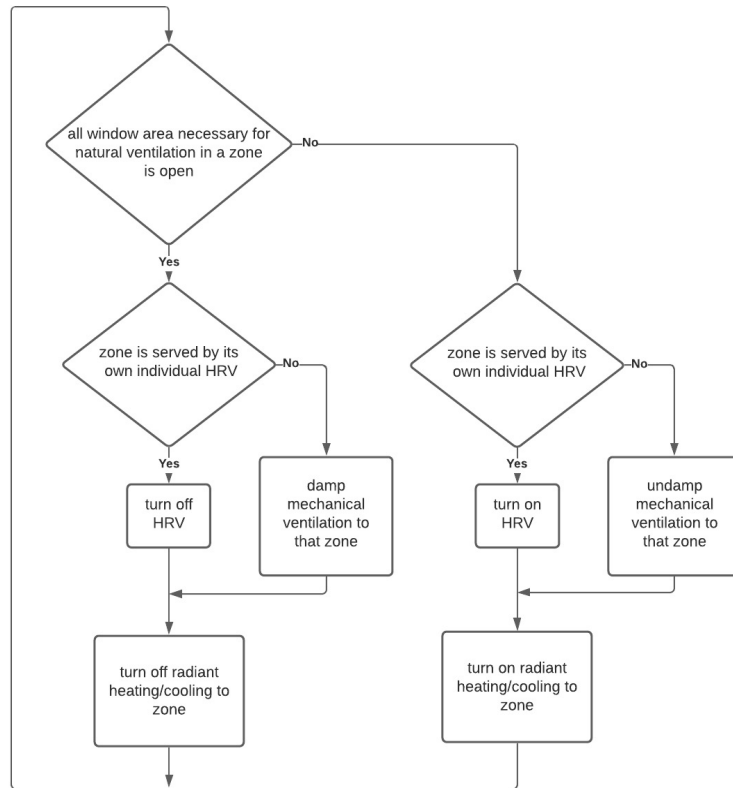 all window area necessary for
natural ventilation in a zone
is open
No
Yes
zone is served by its
own individual HRV
No
zone is served by its
own individual HRV
No
Yes
Yes
turn off
HRV
damp
mechanical
ventilation to
that zone
turn on
HRV
undamp
mechanical
ventilation to
that zone
turn off radiant
heating/cooling to
zone
turn on radiant
heating/cooling to
zone